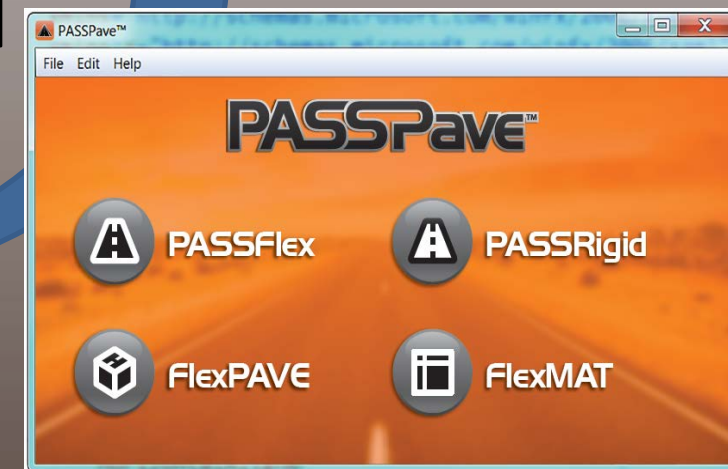 PASSPave™
File Edit Help
PASSPave™
PASSFlex PASSRigid
FlexPAVE FlexMAT